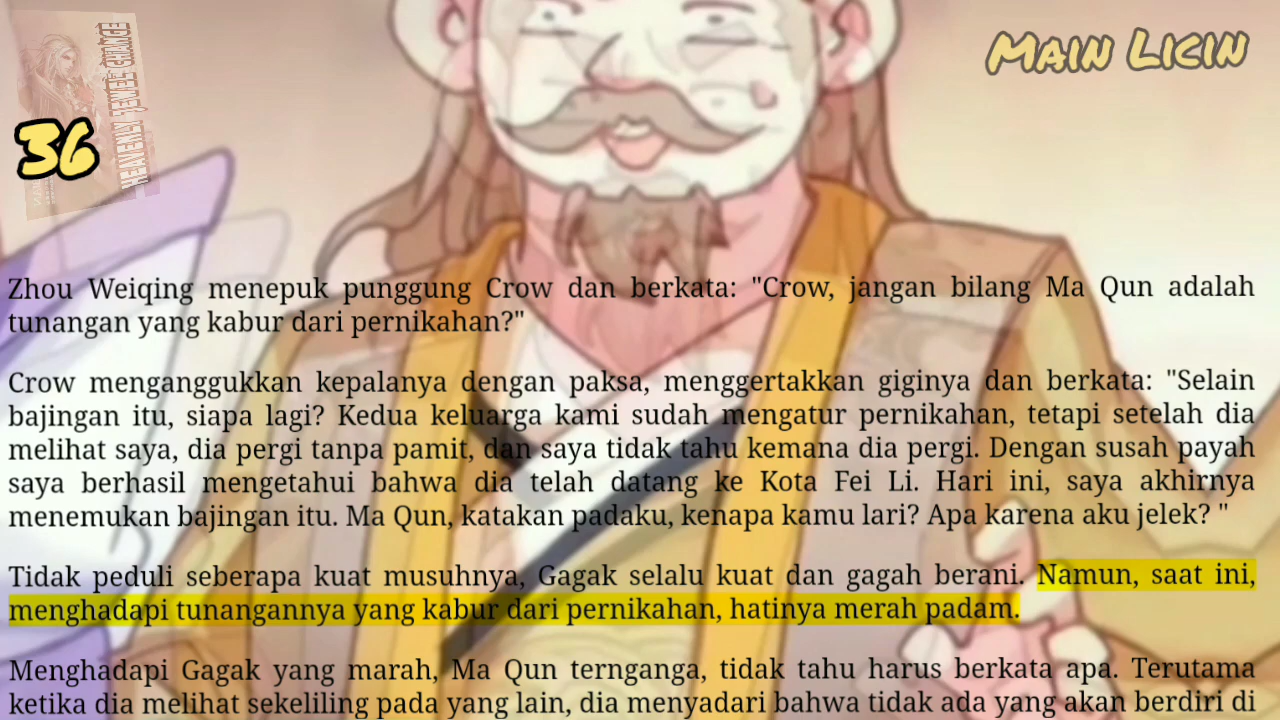 HEAVENLY JEWEL CHANGE
Main Licin
36
Zhou Weiqing menepuk punggung Crow dan berkata: "Crow, jangan bilang Ma Qun adalah
tunangan yang kabur dari pernikahan?"
Crow menganggukkan kepalanya dengan paksa, menggertakkan giginya dan berkata: "Selain
bajingan itu, siapa lagi? Kedua keluarga kami sudah mengatur pernikahan, tetapi setelah dia
melihat saya, dia pergi tanpa pamit, dan saya tidak tahu kemana dia pergi. Dengan susah payah
saya berhasil mengetahui bahwa dia telah datang ke Kota Fei Li. Hari ini, saya akhirnya
menemukan bajingan itu. Ma Qun, katakan padaku, kenapa kamu lari? Apa karena aku jelek? "
Tidak peduli seberapa kuat musuhnya, Gagak selalu kuat dan gagah berani. Namun, saat ini,
menghadapi tunangannya yang kabur dari pernikahan, hatinya merah padam.
Menghadapi Gagak yang marah, Ma Qun ternganga, tidak tahu harus berkata apa. Terutama
ketika dia melihat sekeliling pada yang lain, dia menyadari bahwa tidak ada yang akan berdiri di